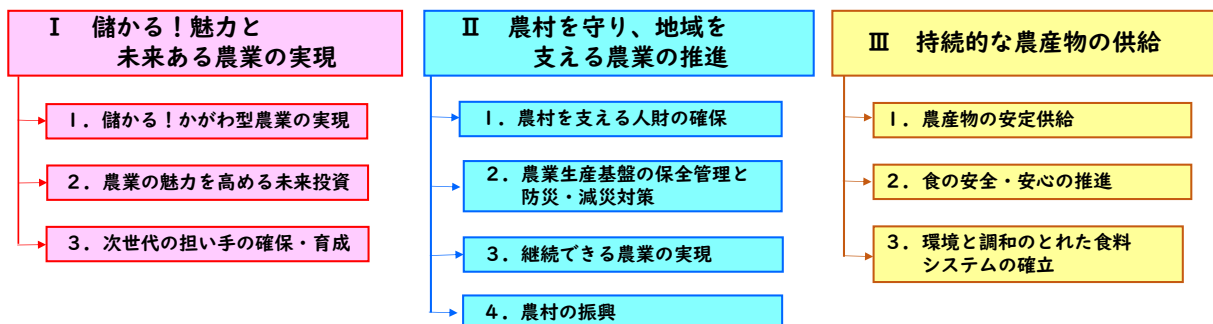 Ⅰ 儲かる！魅力と
未来ある農業の実現
１．儲かる！かがわ型農業の実現
２．農業の魅力を高める未来投資
３．次世代の担い手の確保・育成
Ⅱ 農村を守り、地域を
支える農業の推進
１．農村を支える人財の確保
２．農業生産基盤の保全管理と
防災・減災対策
３．継続できる農業の実現
４．農村の振興
Ⅲ 持続的な農産物の供給
１．農産物の安定供給
２．食の安全・安心の推進
３．環境と調和のとれた食料
システムの確立